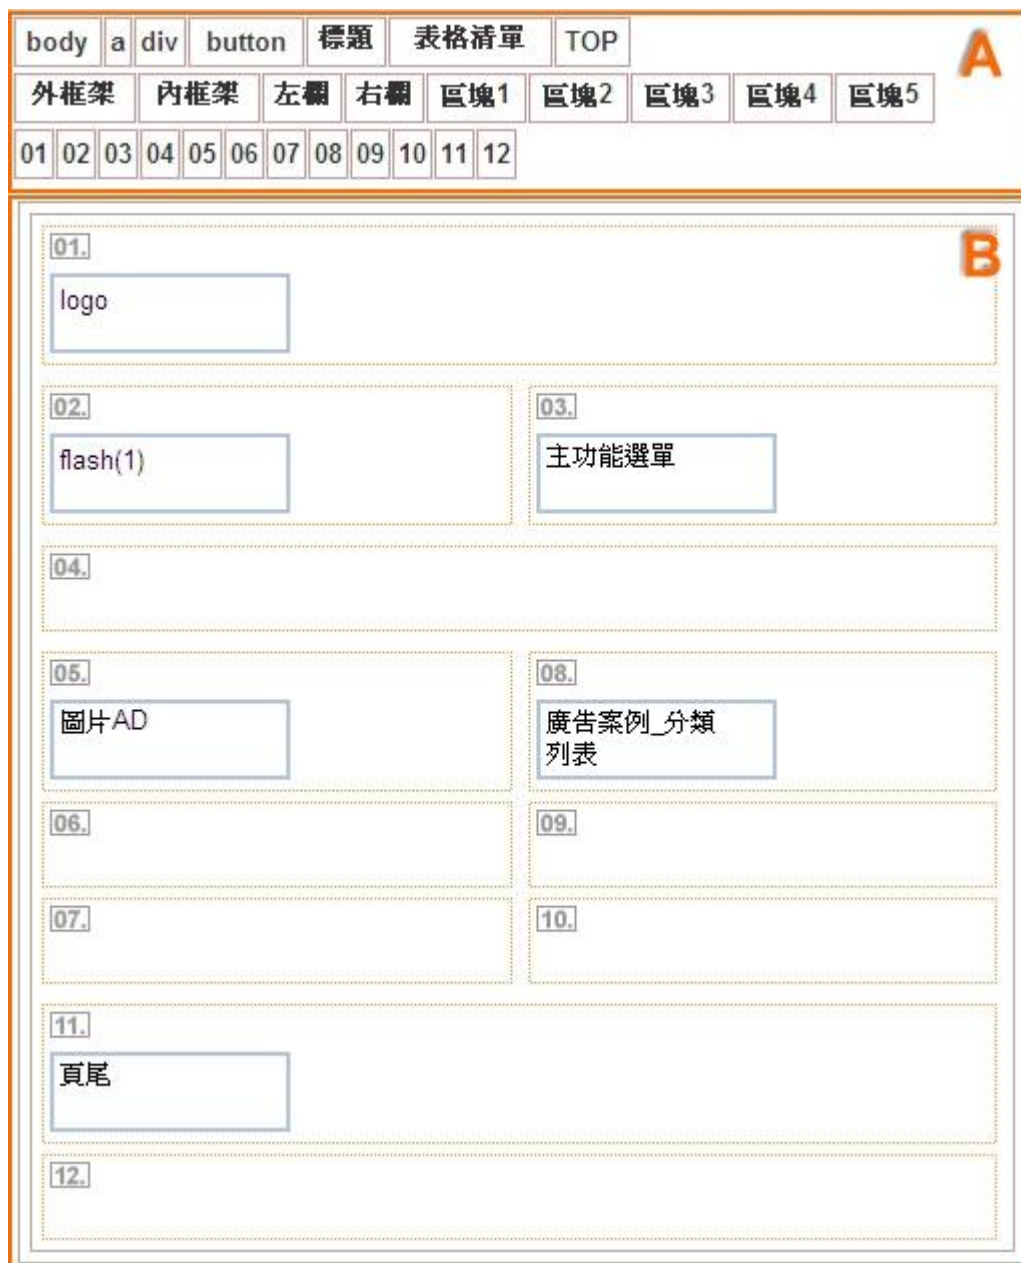 body a div button 標題 表格清單 TOP
A
外框架 內框架 左欄 右欄 區塊1 區塊2 區塊3 區塊4 區塊5
01 02 03 04 05 06 07 08 09 10 11 12
B
01.
logo
02.
flash(1)
03.
主功能選單
04.
05.
圖片AD
08.
廣告案例_分類
列表
06.
09.
07.
10.
11.
頁尾
12.